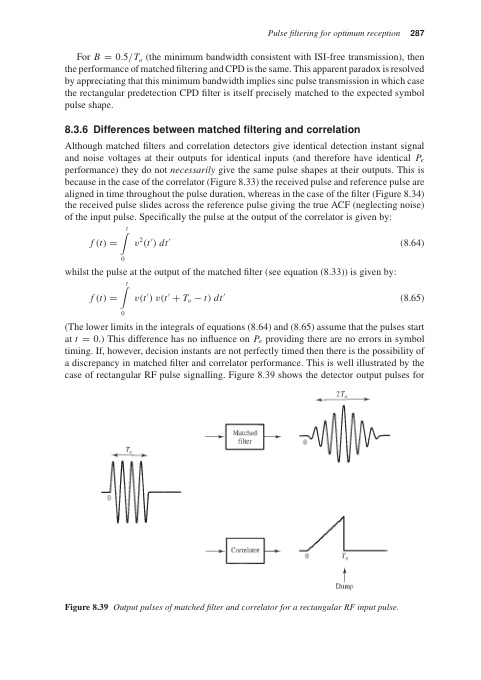 Pulse filtering for optimum reception 287
For B = 0.5/Tₒ (the minimum bandwidth consistent with ISI-free transmission), then
the performance of matched filtering and CPD is the same. This apparent paradox is resolved
by appreciating that this minimum bandwidth implies sinc pulse transmission in which case
the rectangular predetection CPD filter is itself precisely matched to the expected symbol
pulse shape.
8.3.6 Differences between matched filtering and correlation
Although matched filters and correlation detectors give identical detection instant signal
and noise voltages at their outputs for identical inputs (and therefore have identical Pₑ
performance) they do not necessarily give the same pulse shapes at their outputs. This is
because in the case of the correlator (Figure 8.33) the received pulse and reference pulse are
aligned in time throughout the pulse duration, whereas in the case of the filter (Figure 8.34)
the received pulse slides across the reference pulse giving the true ACF (neglecting noise)
of the input pulse. Specifically the pulse at the output of the correlator is given by:
f(t) = ∫₀ᵗ v²(t′) dt′ (8.64)
whilst the pulse at the output of the matched filter (see equation (8.33)) is given by:
f(t) = ∫₀ᵗ v(t′) v(t′ + Tₒ − t) dt′ (8.65)
(The lower limits in the integrals of equations (8.64) and (8.65) assume that the pulses start
at t = 0.) This difference has no influence on Pₑ providing there are no errors in symbol
timing. If, however, decision instants are not perfectly timed then there is the possibility of
a discrepancy in matched filter and correlator performance. This is well illustrated by the
case of rectangular RF pulse signalling. Figure 8.39 shows the detector output pulses for
2Tₒ
Matched
filter
0
Tₒ
0
Correlator
0 Tₒ
Dump
Figure 8.39 Output pulses of matched filter and correlator for a rectangular RF input pulse.